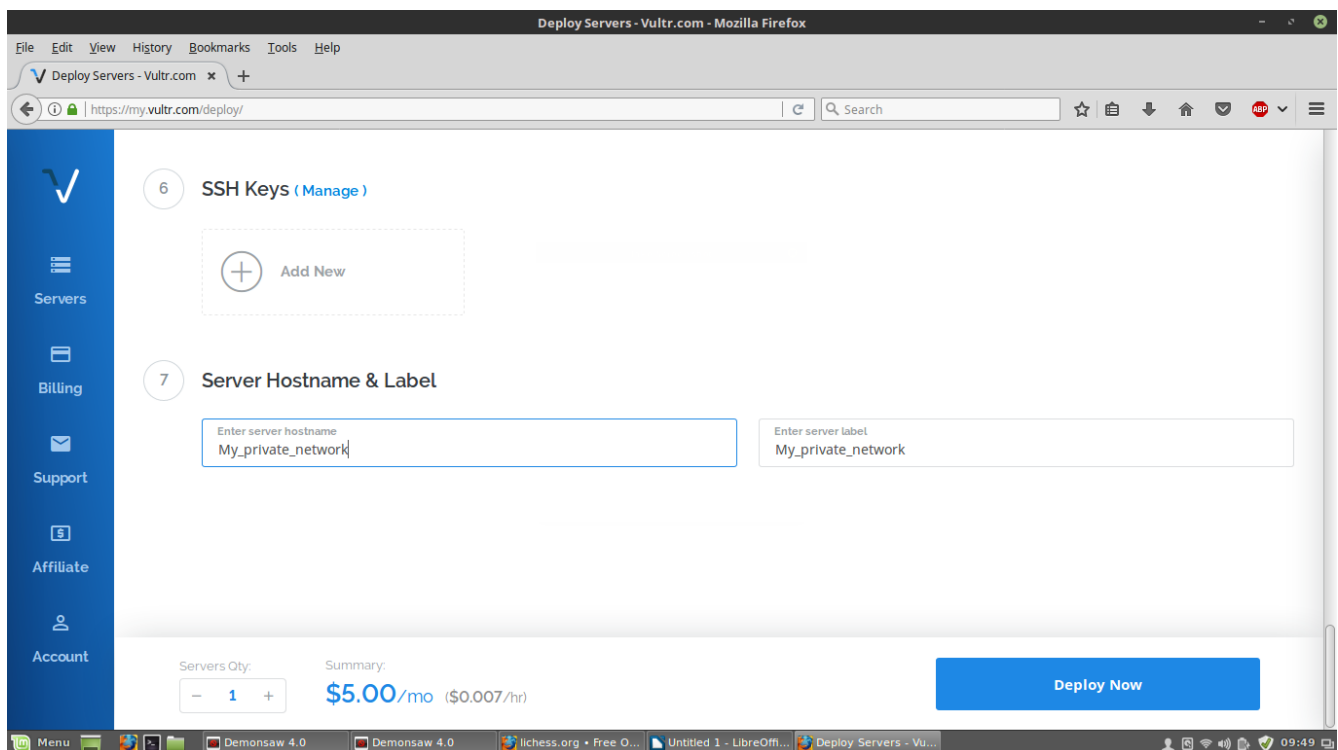 Deploy Servers - Vultr.com - Mozilla Firefox
File Edit View History Bookmarks Tools Help
Deploy Servers - Vultr.com
https://my.vultr.com/deploy/
Search
ABP
6 SSH Keys ( Manage )
Add New
Servers
Billing
7 Server Hostname & Label
Enter server hostname
My_private_network
Enter server label
My_private_network
Support
Affiliate
Account
Servers Qty:
− 1 +
Summary:
$5.00/mo ($0.007/hr)
Deploy Now
Menu Demonsaw 4.0 Demonsaw 4.0 lichess.org • Free O... Untitled 1 - LibreOffi... Deploy Servers - Vu... 09:49